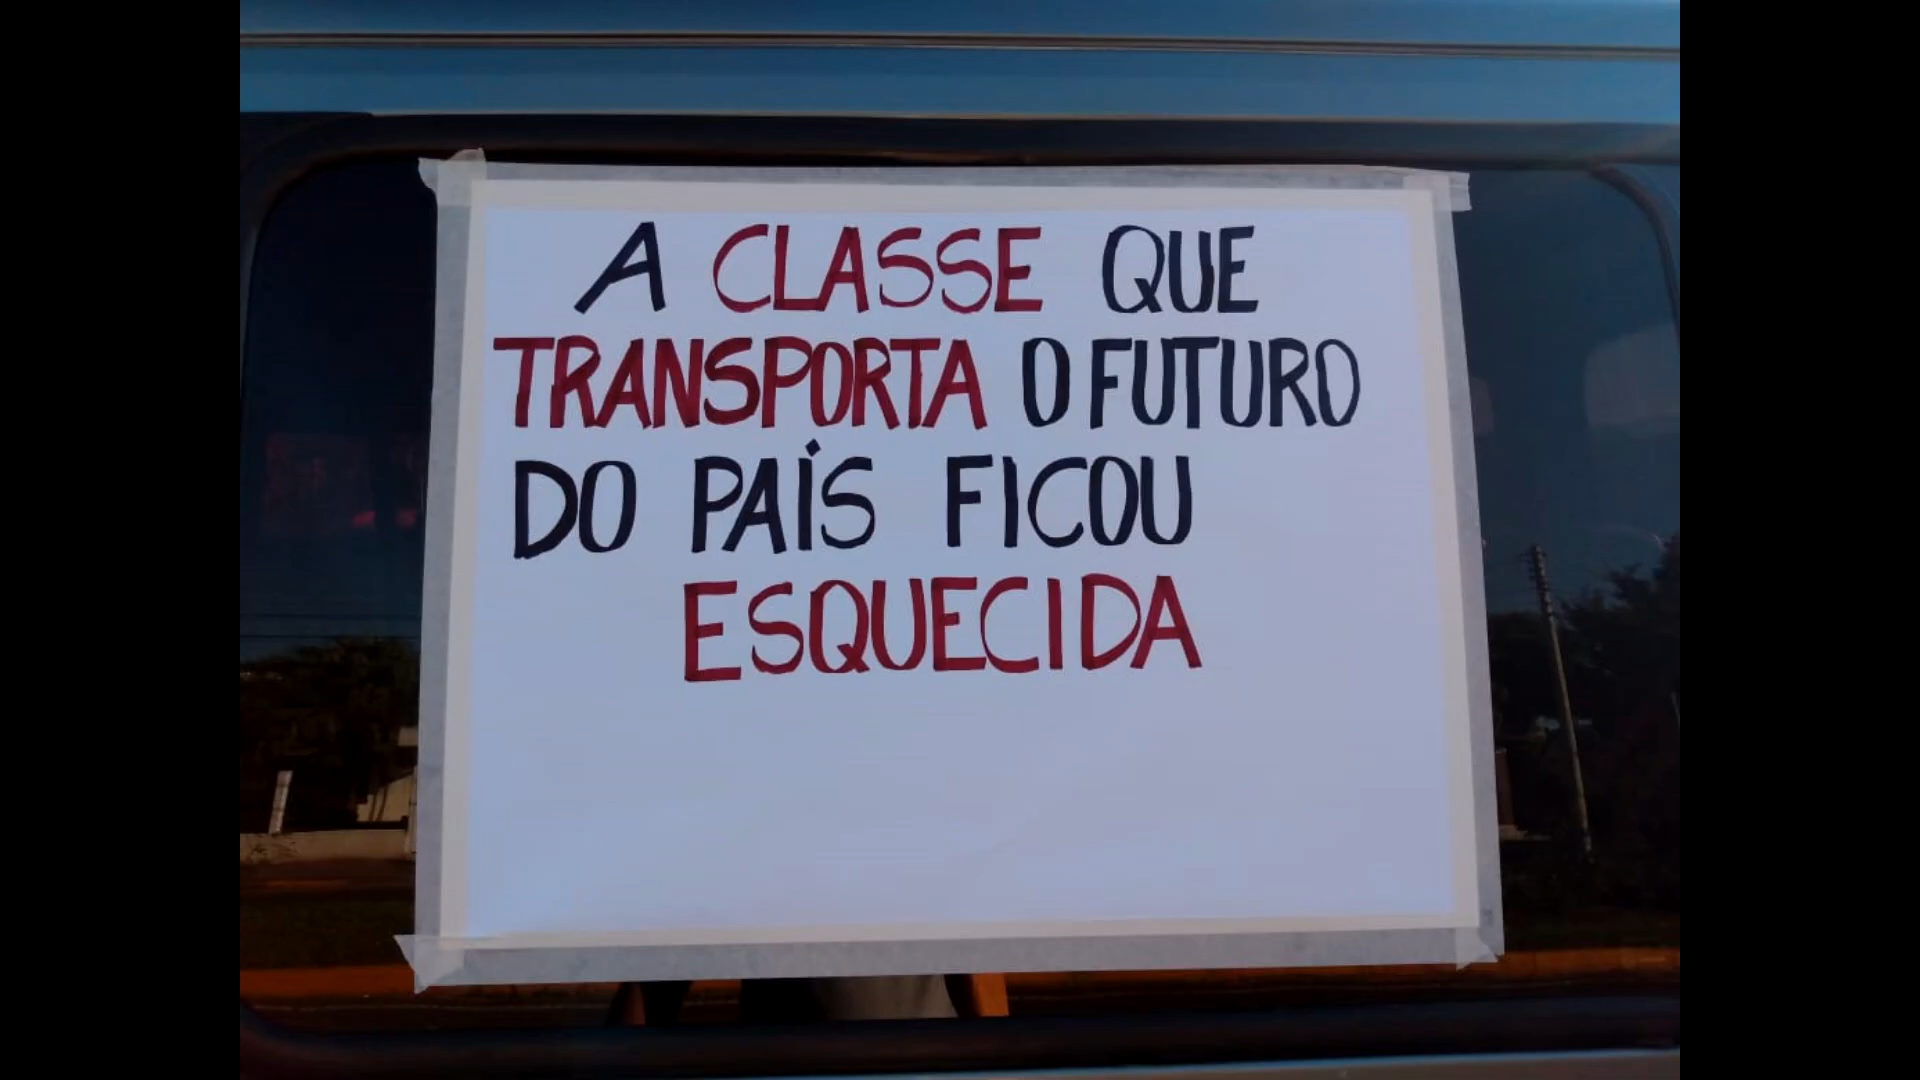 A CLASSE QUE
TRANSPORTA O FUTURO
DO PAÍS FICOU
ESQUECIDA